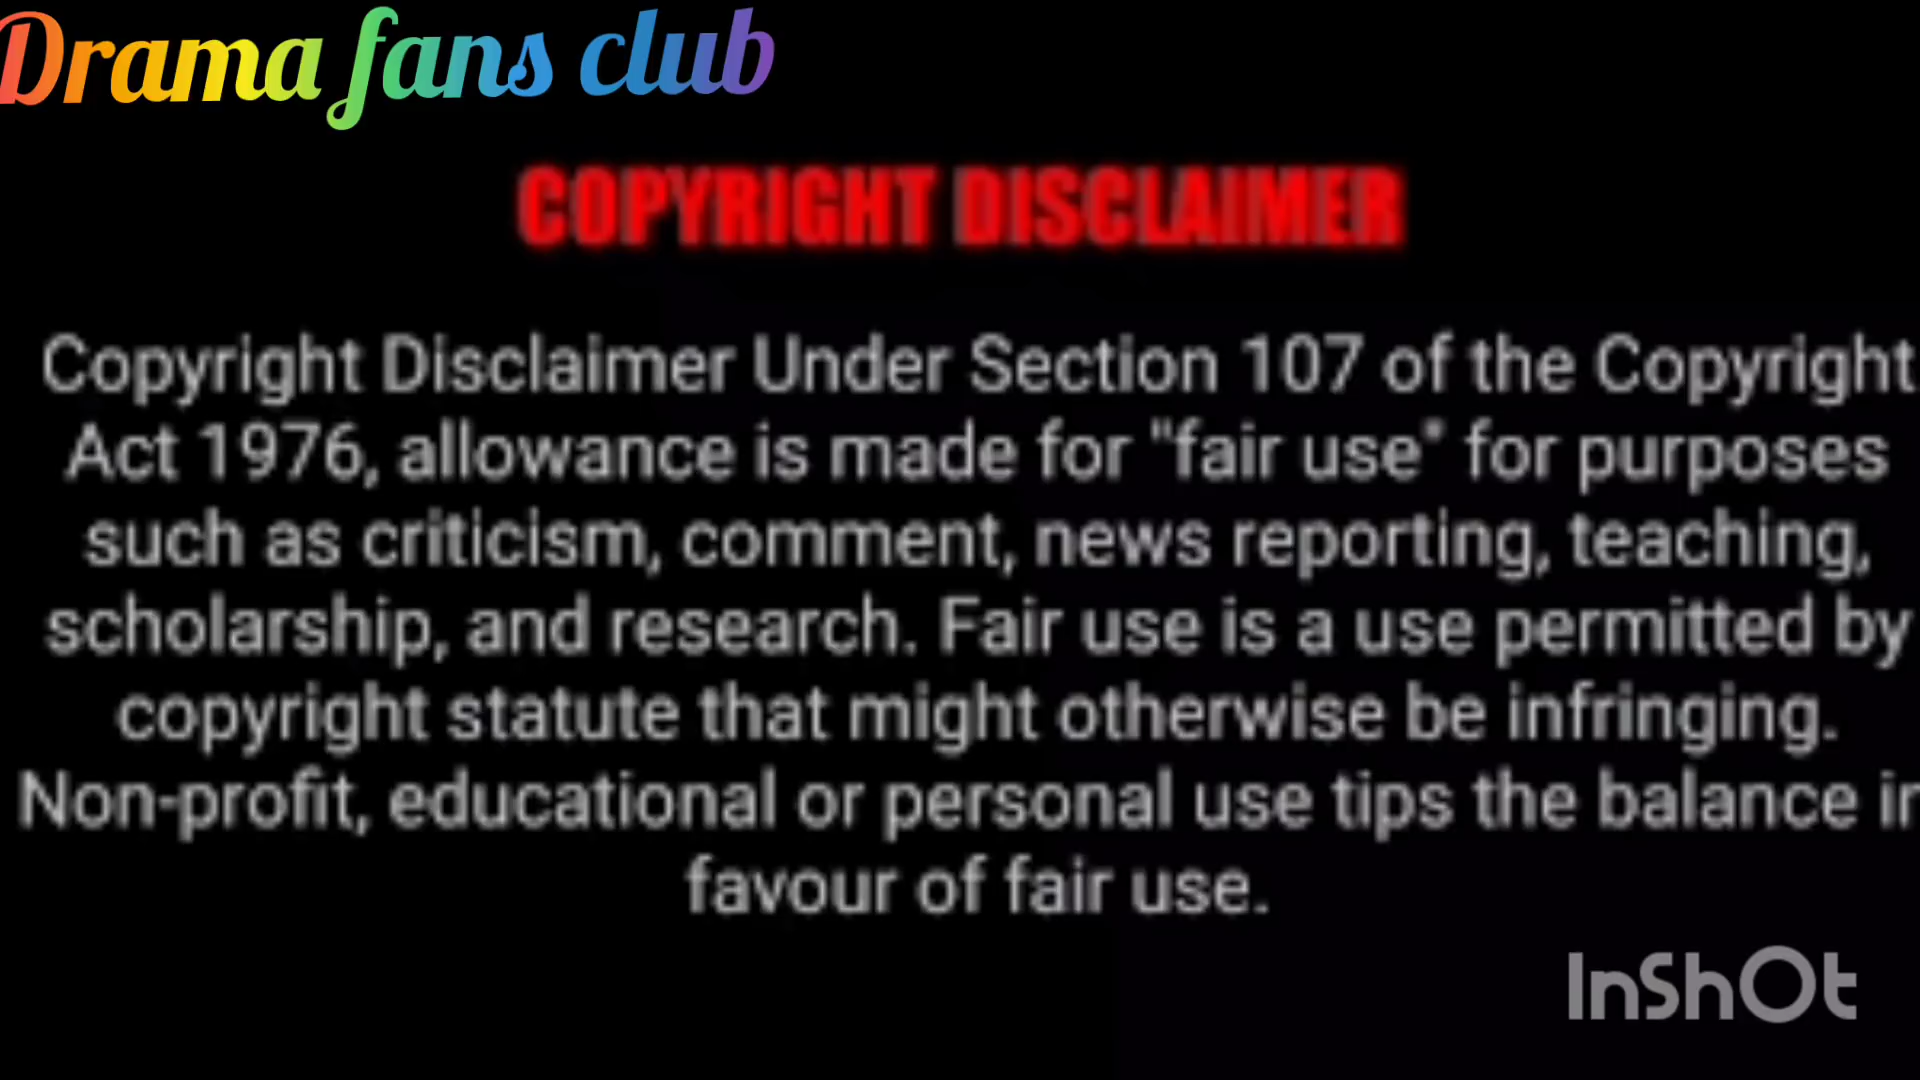 Drama fans club
COPYRIGHT DISCLAIMER
Copyright Disclaimer Under Section 107 of the Copyright
Act 1976, allowance is made for "fair use" for purposes
such as criticism, comment, news reporting, teaching,
scholarship, and research. Fair use is a use permitted by
copyright statute that might otherwise be infringing.
Non-profit, educational or personal use tips the balance in
favour of fair use.
InShOt